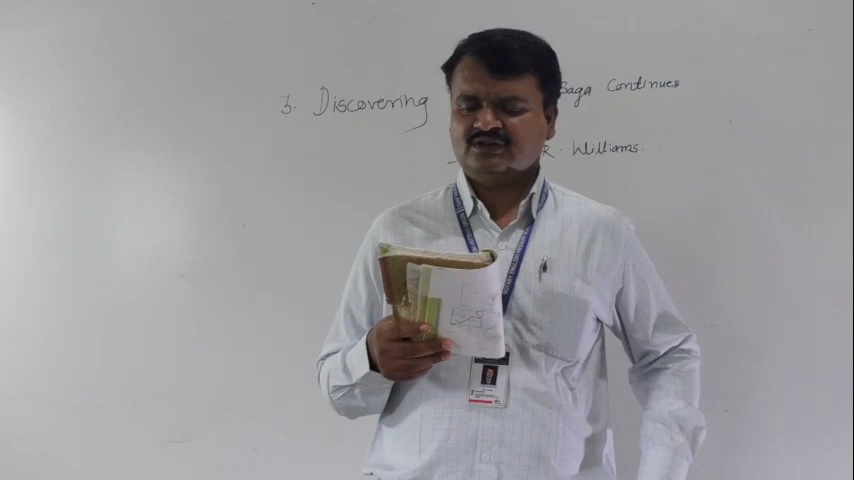 3. Discovering Saga Continues
- R. Williams.